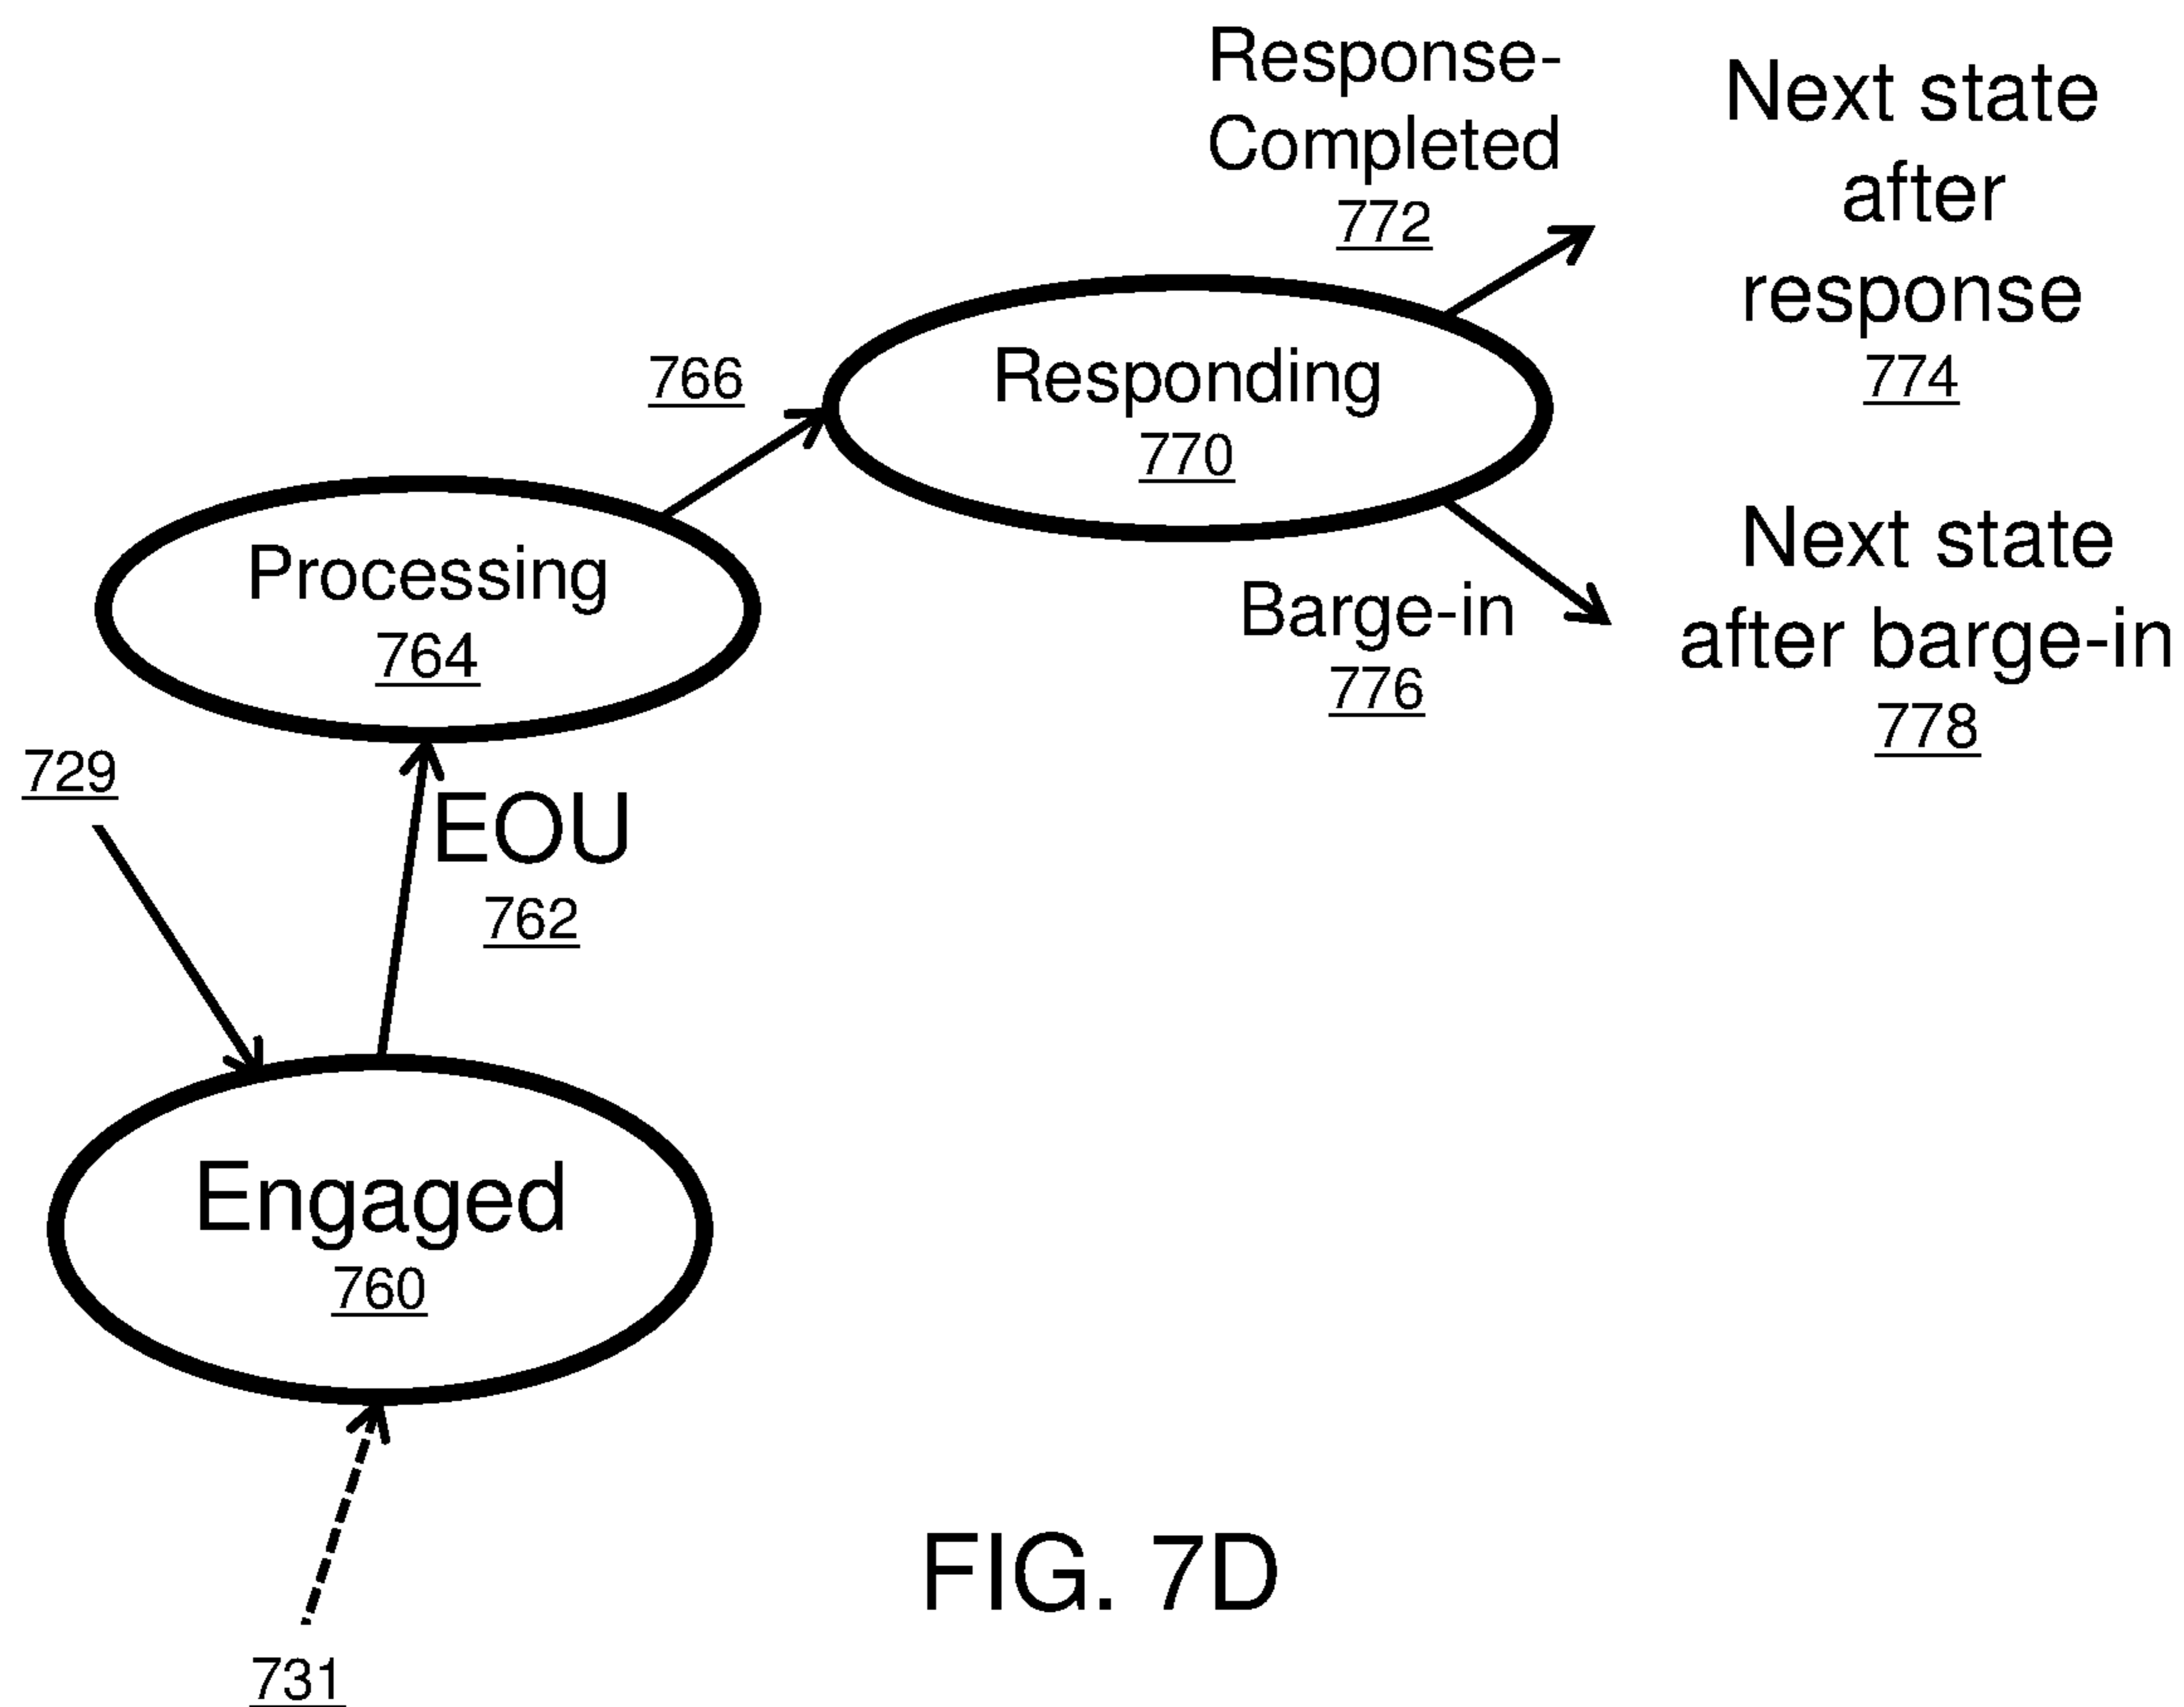 Response-
Completed
772
Next state
after
response
774
766
Responding
770
Processing
764
Barge-in
776
Next state
after barge-in
778
729
EOU
762
Engaged
760
FIG. 7D
731